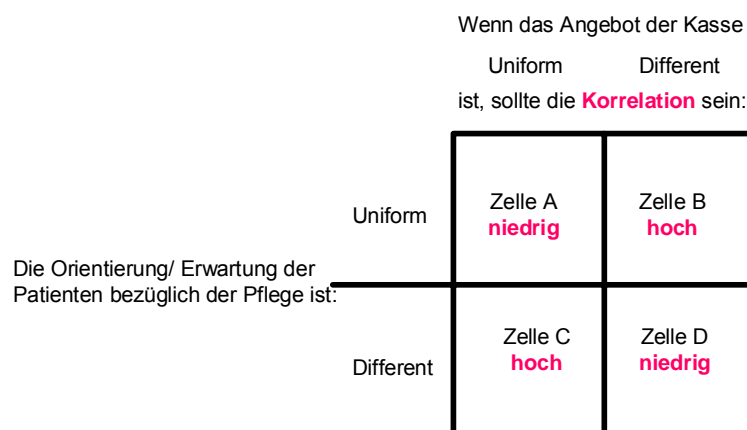 Wenn das Angebot der Kasse
Uniform Different
ist, sollte die Korrelation sein:
Uniform
Zelle A
niedrig
Zelle B
hoch
Die Orientierung/ Erwartung der
Patienten bezüglich der Pflege ist:
Different
Zelle C
hoch
Zelle D
niedrig